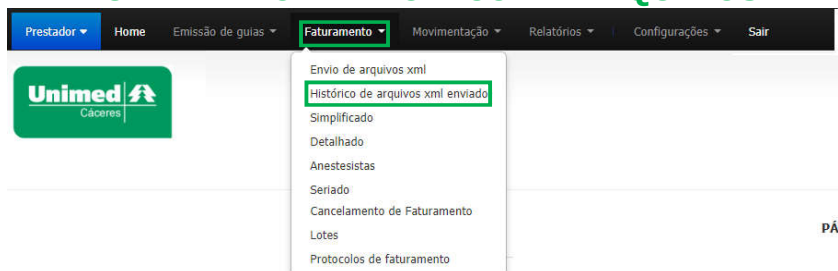 Prestador Home Emissão de guias Faturamento Movimentação Relatórios Configurações Sair
Unimed
Cáceres
Envio de arquivos xml
Histórico de arquivos xml enviado
Simplificado
Detalhado
Anestesistas
Seriado
Cancelamento de Faturamento
Lotes
Protocolos de faturamento
PÁ